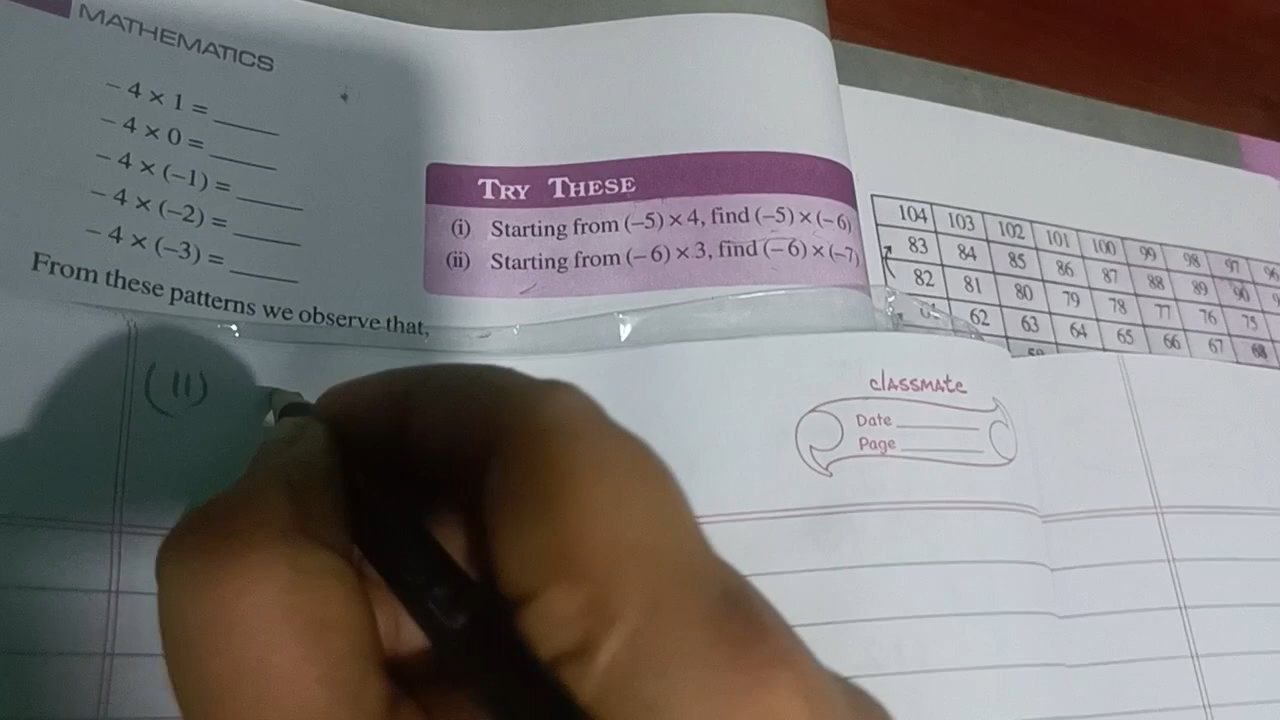 MATHEMATICS
– 4 × 1 = ______
– 4 × 0 = ______
– 4 × (–1) = ______
– 4 × (–2) = ______
– 4 × (–3) = ______
From these patterns we observe that,
TRY THESE
(i) Starting from (–5) × 4, find (–5) × (– 6)
(ii) Starting from (– 6) × 3, find (– 6) × (–7)
104 103 102 101 100 99 98 97 96
83 84 85 86 87 88 89 90
82 81 80 79 78 77 76 75
62 63 64 65 66 67 68
(II)
classmate
Date ______
Page ______